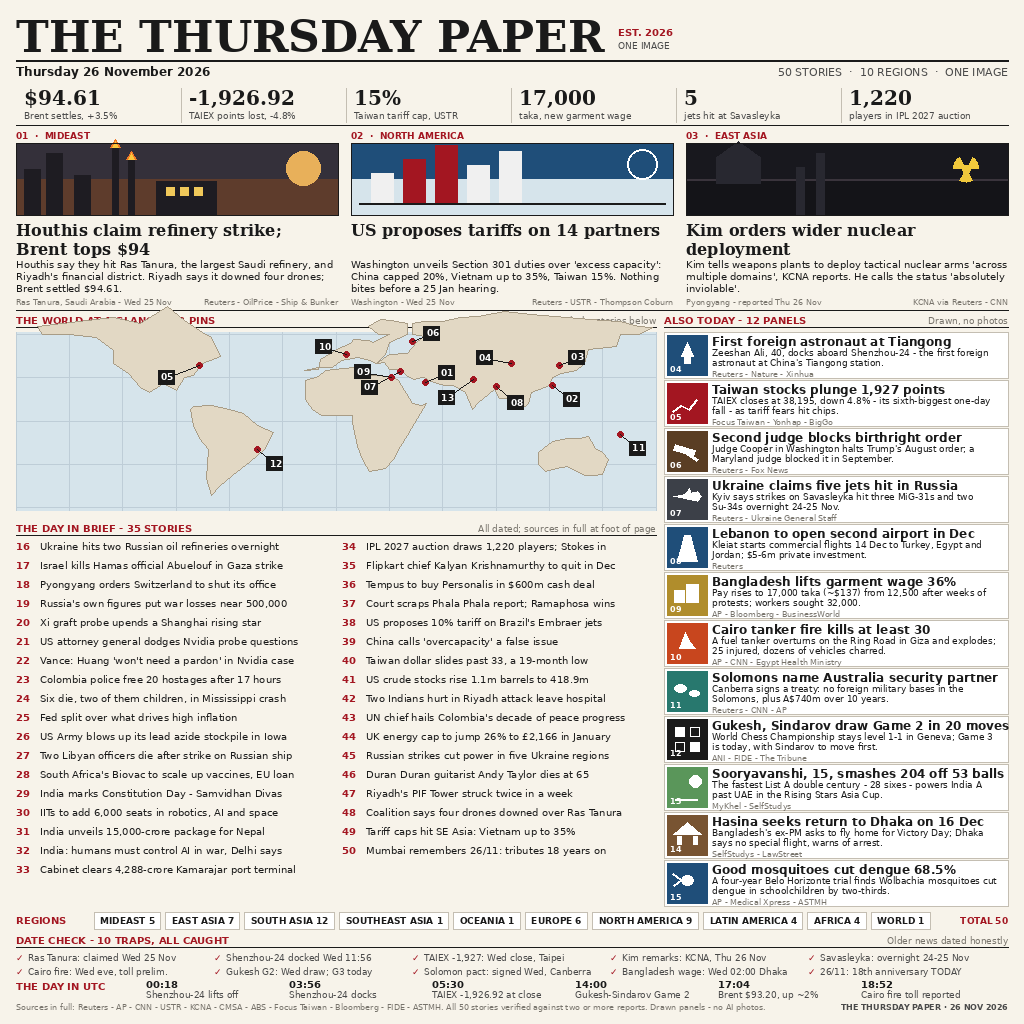 THE THURSDAY PAPER
EST. 2026
ONE IMAGE
Thursday 26 November 2026
50 STORIES · 10 REGIONS · ONE IMAGE
$94.61
Brent settles, +3.5%
-1,926.92
TAIEX points lost, -4.8%
15%
Taiwan tariff cap, USTR
17,000
taka, new garment wage
5
jets hit at Savasleyka
1,220
players in IPL 2027 auction
01 · MIDEAST
Houthis claim refinery strike;
Brent tops $94
Houthis say they hit Ras Tanura, the largest Saudi refinery, and
Riyadh's financial district. Riyadh says it downed four drones;
Brent settled $94.61.
Ras Tanura, Saudi Arabia - Wed 25 Nov
Reuters - OilPrice - Ship & Bunker
02 · NORTH AMERICA
US proposes tariffs on 14 partners
Washington unveils Section 301 duties over 'excess capacity':
China capped 20%, Vietnam up to 35%, Taiwan 15%. Nothing
bites before a 25 Jan hearing.
Washington - Wed 25 Nov
Reuters - USTR - Thompson Coburn
03 · EAST ASIA
Kim orders wider nuclear
deployment
Kim tells weapons plants to deploy tactical nuclear arms 'across
multiple domains', KCNA reports. He calls the status 'absolutely
inviolable'.
Pyongyang - reported Thu 26 Nov
KCNA via Reuters - CNN
THE WORLD AT PINS
stories below
10
06
05
09
07
01
04
03
13
08
02
11
12
ALSO TODAY - 12 PANELS
Drawn, no photos
04
First foreign astronaut at Tiangong
Zeeshan Ali, 40, docks aboard Shenzhou-24 - the first foreign
astronaut at China's Tiangong station.
Reuters - Nature - Xinhua
05
Taiwan stocks plunge 1,927 points
TAIEX closes at 38,195, down 4.8% - its sixth-biggest one-day
fall - as tariff fears hit chips.
Focus Taiwan - Yonhap - BigGo
06
Second judge blocks birthright order
Judge Cooper in Washington halts Trump's August order; a
Maryland judge blocked it in September.
Reuters - Fox News
07
Ukraine claims five jets hit in Russia
Kyiv says strikes on Savasleyka hit three MiG-31s and two
Su-34s overnight 24-25 Nov.
Reuters - Ukraine General Staff
08
Lebanon to open second airport in Dec
Kleiat starts commercial flights 14 Dec to Turkey, Egypt and
Jordan; $5-6m private investment.
Reuters
09
Bangladesh lifts garment wage 36%
Pay rises to 17,000 taka (~$137) from 12,500 after weeks of
protests; workers sought 32,000.
AP - Bloomberg - BusinessWorld
10
Cairo tanker fire kills at least 30
A fuel tanker overturns on the Ring Road in Giza and explodes;
25 injured, dozens of vehicles charred.
AP - CNN - Egypt Health Ministry
11
Solomons name Australia security partner
Canberra signs a treaty: no foreign military bases in the
Solomons, plus A$740m over 10 years.
Reuters - CNN - AP
12
Gukesh, Sindarov draw Game 2 in 20 moves
World Chess Championship stays level 1-1 in Geneva; Game 3
is today, with Sindarov to move first.
ANI - FIDE - The Tribune
13
Sooryavanshi, 15, smashes 204 off 53 balls
The fastest List A double century - 28 sixes - powers India A
past UAE in the Rising Stars Asia Cup.
MyKhel - SelfStudys
14
Hasina seeks return to Dhaka on 16 Dec
Bangladesh's ex-PM asks to fly home for Victory Day; Dhaka
says no special flight, warns of arrest.
SelfStudys - LawStreet
15
Good mosquitoes cut dengue 68.5%
A four-year Belo Horizonte trial finds Wolbachia mosquitoes cut
dengue in schoolchildren by two-thirds.
AP - Medical Xpress - ASTMH
THE DAY IN BRIEF - 35 STORIES
All dated; sources in full at foot of page
16 Ukraine hits two Russian oil refineries overnight
17 Israel kills Hamas official Abuelouf in Gaza strike
18 Pyongyang orders Switzerland to shut its office
19 Russia's own figures put war losses near 500,000
20 Xi graft probe upends a Shanghai rising star
21 US attorney general dodges Nvidia probe questions
22 Vance: Huang 'won't need a pardon' in Nvidia case
23 Colombia police free 20 hostages after 17 hours
24 Six die, two of them children, in Mississippi crash
25 Fed split over what drives high inflation
26 US Army blows up its lead azide stockpile in Iowa
27 Two Libyan officers die after strike on Russian ship
28 South Africa's Biovac to scale up vaccines, EU loan
29 India marks Constitution Day - Samvidhan Divas
30 IITs to add 6,000 seats in robotics, AI and space
31 India unveils 15,000-crore package for Nepal
32 India: humans must control AI in war, Delhi says
33 Cabinet clears 4,288-crore Kamarajar port terminal
34 IPL 2027 auction draws 1,220 players; Stokes in
35 Flipkart chief Kalyan Krishnamurthy to quit in Dec
36 Tempus to buy Personalis in $600m cash deal
37 Court scraps Phala Phala report; Ramaphosa wins
38 US proposes 10% tariff on Brazil's Embraer jets
39 China calls 'overcapacity' a false issue
40 Taiwan dollar slides past 33, a 19-month low
41 US crude stocks rise 1.1m barrels to 418.9m
42 Two Indians hurt in Riyadh attack leave hospital
43 UN chief hails Colombia's decade of peace progress
44 UK energy cap to jump 26% to £2,166 in January
45 Russian strikes cut power in five Ukraine regions
46 Duran Duran guitarist Andy Taylor dies at 65
47 Riyadh's PIF Tower struck twice in a week
48 Coalition says four drones downed over Ras Tanura
49 Tariff caps hit SE Asia: Vietnam up to 35%
50 Mumbai remembers 26/11: tributes 18 years on
REGIONS
MIDEAST 5
EAST ASIA 7
SOUTH ASIA 12
SOUTHEAST ASIA 1
OCEANIA 1
EUROPE 6
NORTH AMERICA 9
LATIN AMERICA 4
AFRICA 4
WORLD 1
TOTAL 50
DATE CHECK - 10 TRAPS, ALL CAUGHT
Older news dated honestly
✓ Ras Tanura: claimed Wed 25 Nov
✓ Shenzhou-24 docked Wed 11:56
✓ TAIEX -1,927: Wed close, Taipei
✓ Kim remarks: KCNA, Thu 26 Nov
✓ Savasleyka: overnight 24-25 Nov
✓ Cairo fire: Wed eve, toll prelim.
✓ Gukesh G2: Wed draw; G3 today
✓ Solomon pact: signed Wed, Canberra
✓ Bangladesh wage: Wed 02:00 Dhaka
✓ 26/11: 18th anniversary TODAY
THE DAY IN UTC
00:18
Shenzhou-24 lifts off
03:56
Shenzhou-24 docks
05:30
TAIEX -1,926.92 at close
14:00
Gukesh-Sindarov Game 2
17:04
Brent $93.20, up ~2%
18:52
Cairo fire toll reported
Sources in full: Reuters - AP - CNN - USTR - KCNA - CMSA - ABS - Focus Taiwan - Bloomberg - FIDE - ASTMH. All 50 stories verified against two or more reports. Drawn panels - no AI photos.
THE THURSDAY PAPER · 26 NOV 2026